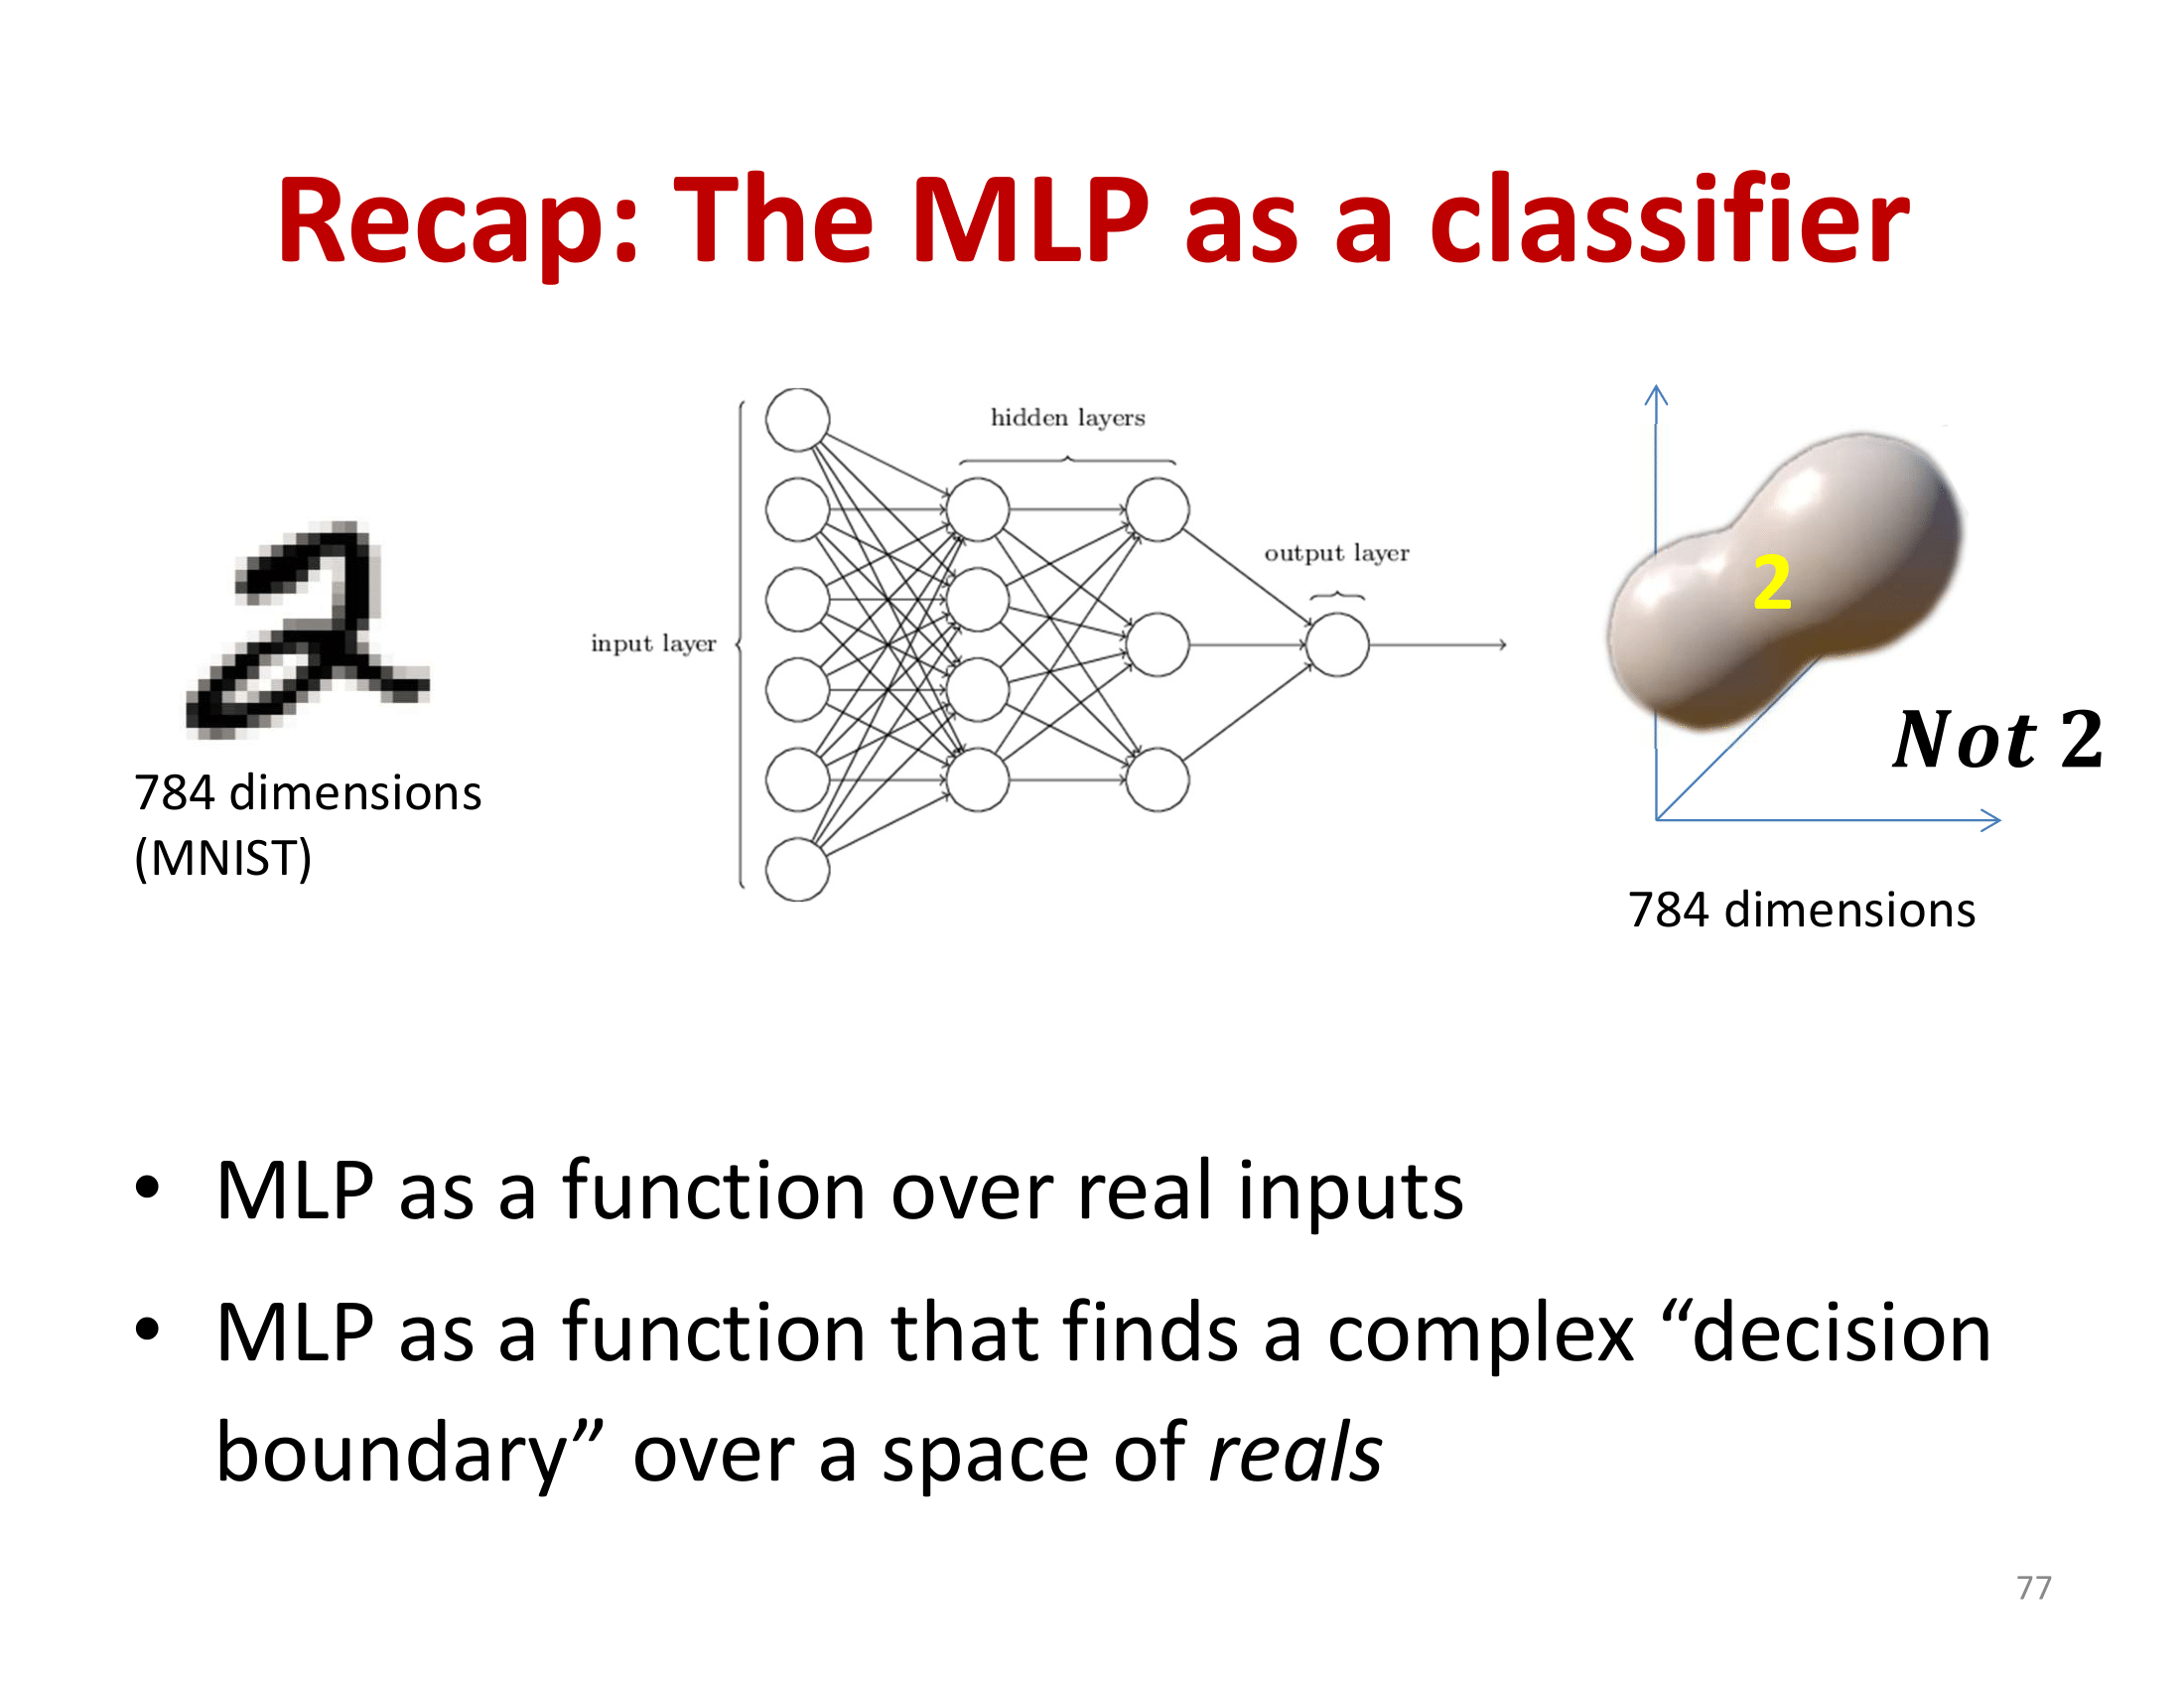 Recap: The MLP as a classifier
hidden layers
output layer
input layer
2
Not 2
784 dimensions
(MNIST)
784 dimensions
• MLP as a function over real inputs
• MLP as a function that finds a complex “decision
boundary” over a space of reals
77